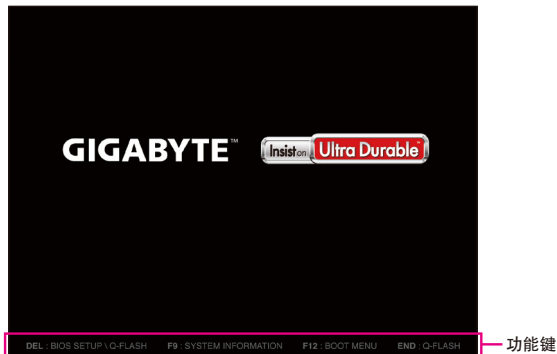 GIGABYTE™
Insist on Ultra Durable™
DEL : BIOS SETUP \ Q-FLASH F9 : SYSTEM INFORMATION F12 : BOOT MENU END : Q-FLASH
功能键